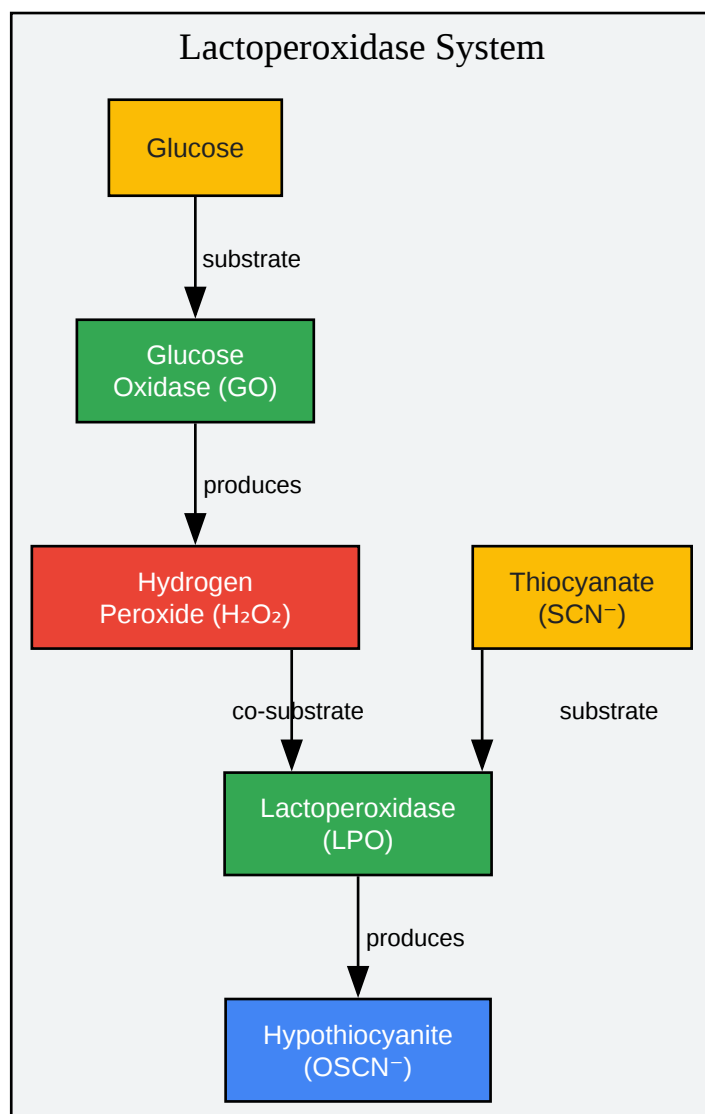 Lactoperoxidase System
Glucose
substrate
Glucose
Oxidase (GO)
produces
Hydrogen
Peroxide (H₂O₂)
Thiocyanate
(SCN⁻)
co-substrate
substrate
Lactoperoxidase
(LPO)
produces
Hypothiocyanite
(OSCN⁻)